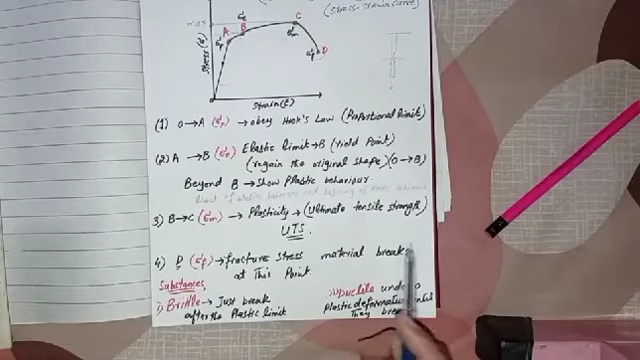 (stress-strain curve)
max
Stress (σ)
A
B
C
D
σe
σm
Strain (ε)
(1) O→A (σp) → obey Hook's Law (Proportional limit)
(2) A → B (σe) Elastic limit → B (Yield Point)
(regain the original shape) (O → B)
Beyond B → Show Plastic behaviour.
3) B→C (σm) → Plasticity → (Ultimate tensile strength)
UTS.
4) D (σf) → fracture stress material breaks
at This Point
Substances,
i) Brittle → Just break
after the Plastic limit
ii) Ductile
Plastic deformation
They break